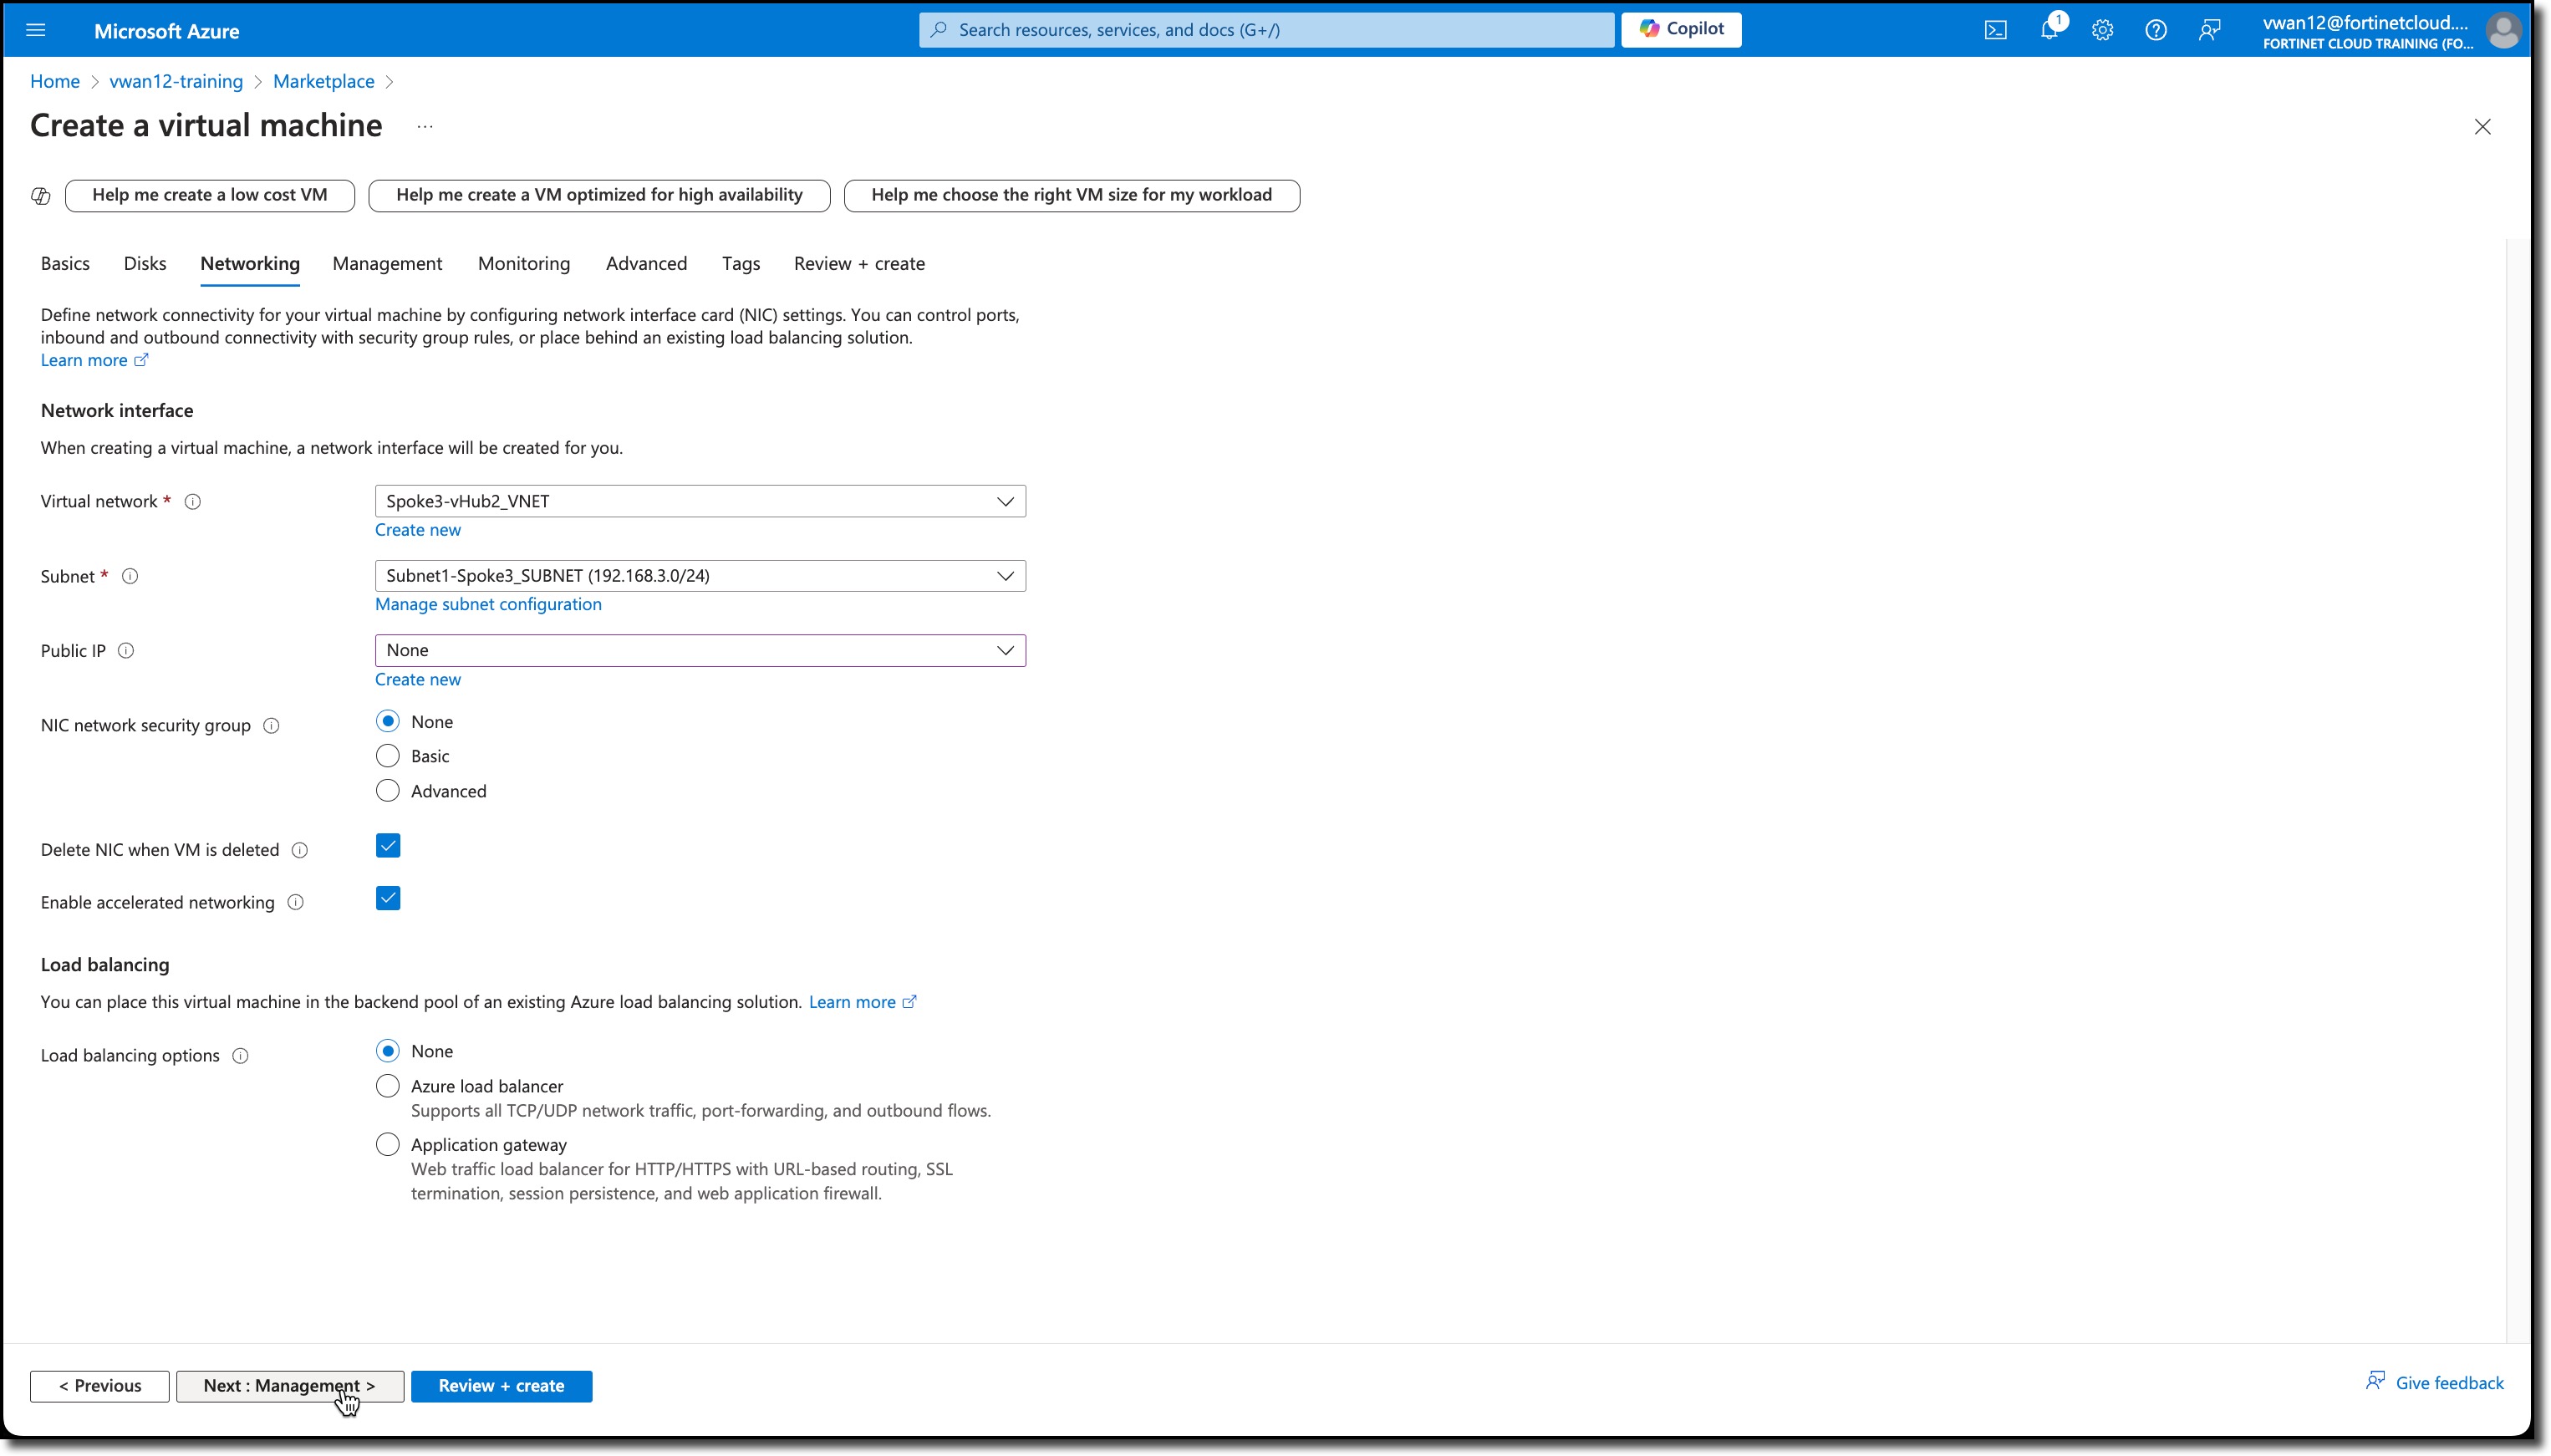 Microsoft Azure
Search resources, services, and docs (G+/)
Copilot
1
vwan12@fortinetcloud....
FORTINET CLOUD TRAINING (FO...
Home > vwan12-training > Marketplace >
Create a virtual machine ...
Help me create a low cost VM
Help me create a VM optimized for high availability
Help me choose the right VM size for my workload
Basics Disks Networking Management Monitoring Advanced Tags Review + create
Define network connectivity for your virtual machine by configuring network interface card (NIC) settings. You can control ports,
inbound and outbound connectivity with security group rules, or place behind an existing load balancing solution.
Learn more
Network interface
When creating a virtual machine, a network interface will be created for you.
Virtual network *
Spoke3-vHub2_VNET
Create new
Subnet *
Subnet1-Spoke3_SUBNET (192.168.3.0/24)
Manage subnet configuration
Public IP
None
Create new
NIC network security group
None
Basic
Advanced
Delete NIC when VM is deleted
Enable accelerated networking
Load balancing
You can place this virtual machine in the backend pool of an existing Azure load balancing solution. Learn more
Load balancing options
None
Azure load balancer
Supports all TCP/UDP network traffic, port-forwarding, and outbound flows.
Application gateway
Web traffic load balancer for HTTP/HTTPS with URL-based routing, SSL
termination, session persistence, and web application firewall.
< Previous
Next : Management >
Review + create
Give feedback